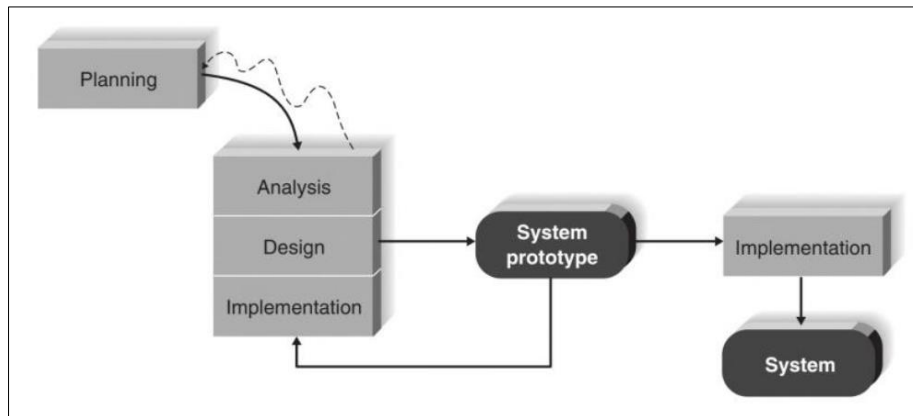 Planning
Analysis
Design
Implementation
System
prototype
Implementation
System